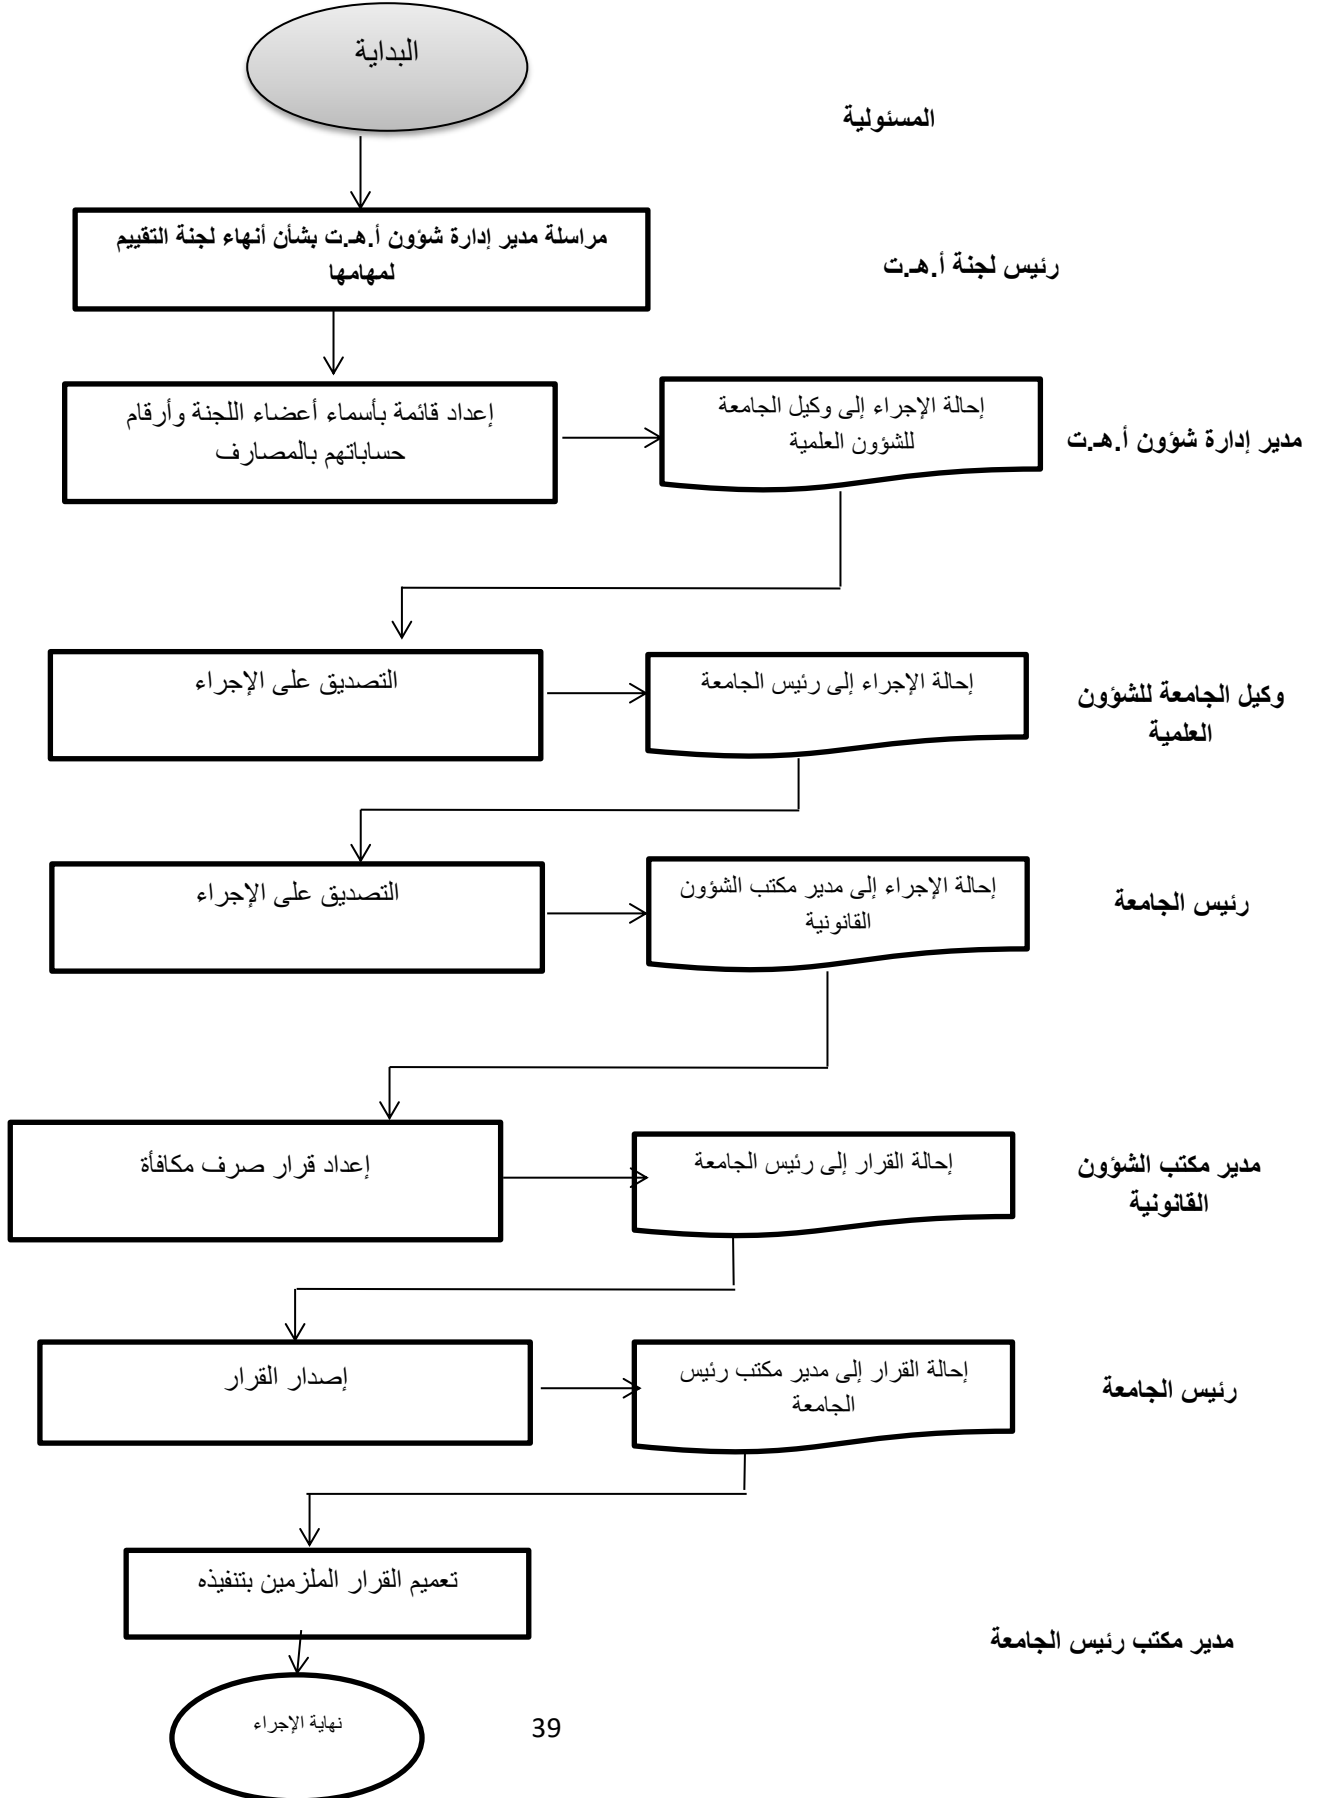 البداية
المسئولية
مراسلة مدير إدارة شؤون أ.هـ.ت بشأن أنهاء لجنة التقييم
لمهامها
رئيس لجنة أ.هـ.ت
إعداد قائمة بأسماء أعضاء اللجنة وأرقام
حساباتهم بالمصارف
إحالة الإجراء إلى وكيل الجامعة
للشؤون العلمية
مدير إدارة شؤون أ.هـ.ت
التصديق على الإجراء
إحالة الإجراء إلى رئيس الجامعة
وكيل الجامعة للشؤون
العلمية
التصديق على الإجراء
إحالة الإجراء إلى مدير مكتب الشؤون
القانونية
رئيس الجامعة
إعداد قرار صرف مكافأة
إحالة القرار إلى رئيس الجامعة
مدير مكتب الشؤون
القانونية
إصدار القرار
إحالة القرار إلى مدير مكتب رئيس
الجامعة
رئيس الجامعة
تعميم القرار الملزمين بتنفيذه
مدير مكتب رئيس الجامعة
نهاية الإجراء
39